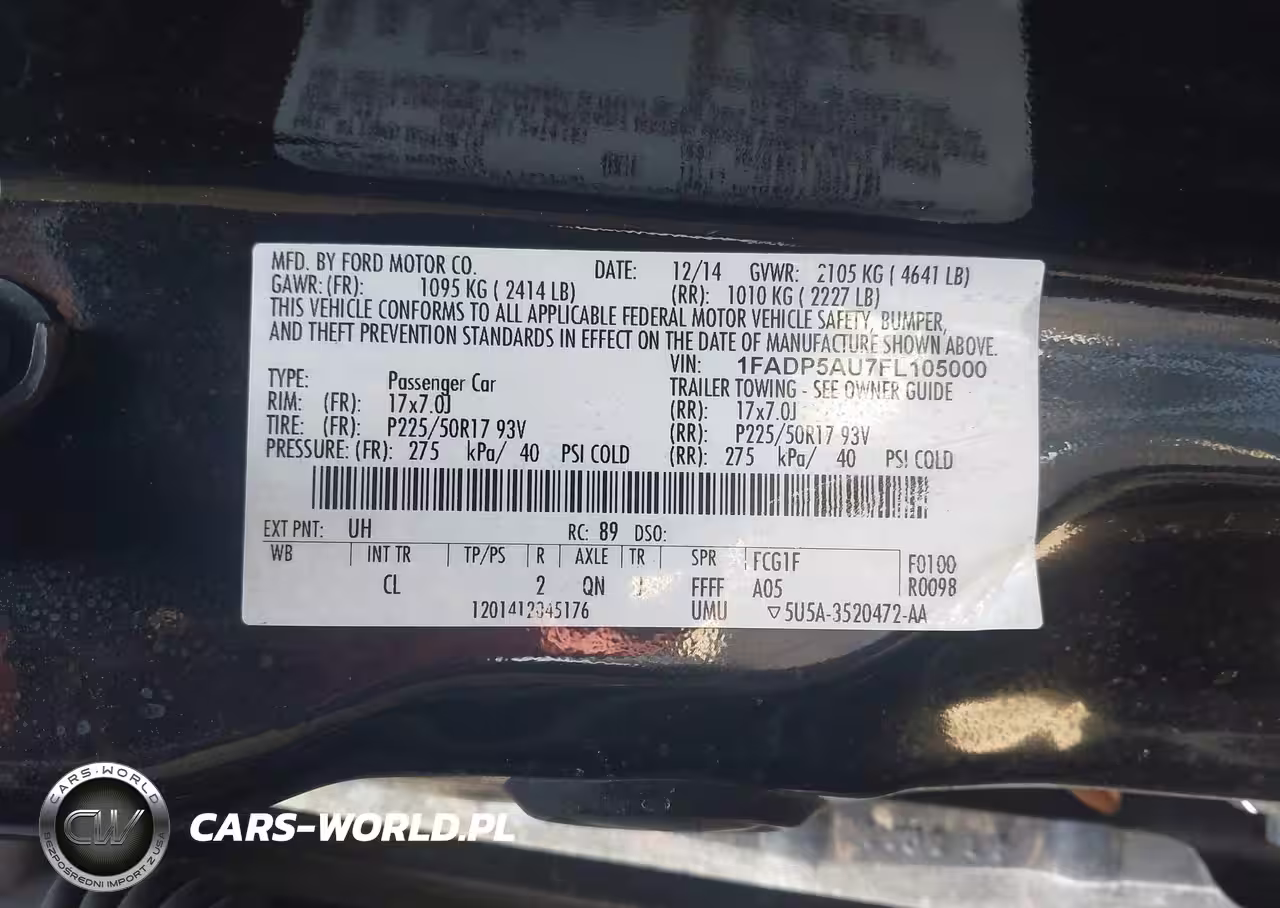 MFD. BY FORD MOTOR CO. DATE: 12/14 GVWR: 2105 KG ( 4641 LB)
GAWR: (FR): 1095 KG ( 2414 LB) (RR): 1010 KG ( 2227 LB)
THIS VEHICLE CONFORMS TO ALL APPLICABLE FEDERAL MOTOR VEHICLE SAFETY, BUMPER,
AND THEFT PREVENTION STANDARDS IN EFFECT ON THE DATE OF MANUFACTURE SHOWN ABOVE.
VIN: 1FADP5AU7FL105000
TYPE: Passenger Car TRAILER TOWING - SEE OWNER GUIDE
RIM: (FR): 17x7.0J (RR): 17x7.0J
TIRE: (FR): P225/50R17 93V (RR): P225/50R17 93V
PRESSURE: (FR): 275 kPa/ 40 PSI COLD (RR): 275 kPa/ 40 PSI COLD
EXT PNT: UH RC: 89 DSO:
WB INT TR TP/PS R AXLE TR SPR FCG1F F0100
CL 2 QN J FFFF A05 R0098
1201412345176 UMU ▽5U5A-3520472-AA
CARS-WORLD
CW
BEZPOŚREDNI IMPORT Z USA
CARS-WORLD.PL